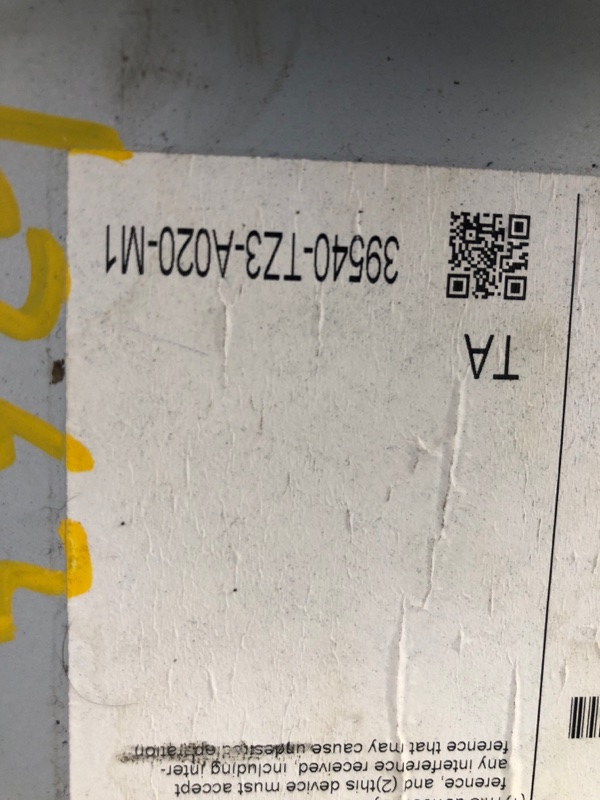 ference, and (2)this device must accept
any interference received, including inter-
ference that may cause undesired operation
TA
39540-TZ3-A020-M1